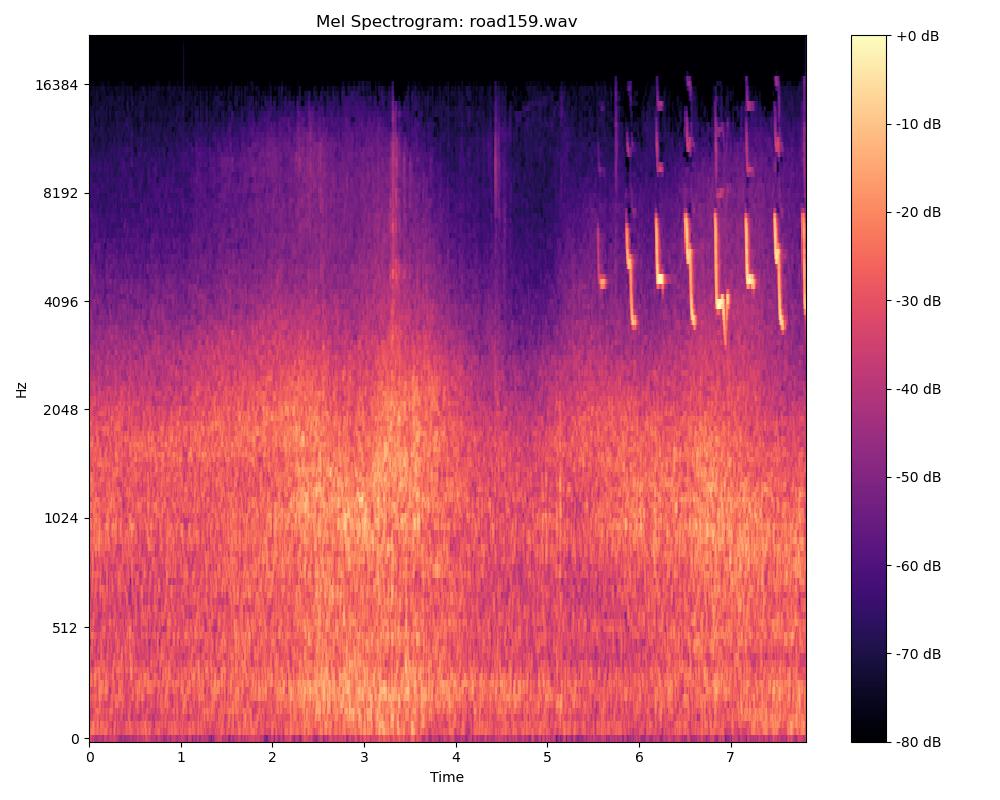 Mel Spectrogram: road159.wav
+0 dB
16384
-10 dB
8192
-20 dB
4096
-30 dB
Hz
-40 dB
2048
-50 dB
1024
-60 dB
512
-70 dB
0
-80 dB
0 1 2 3 4 5 6 7
Time